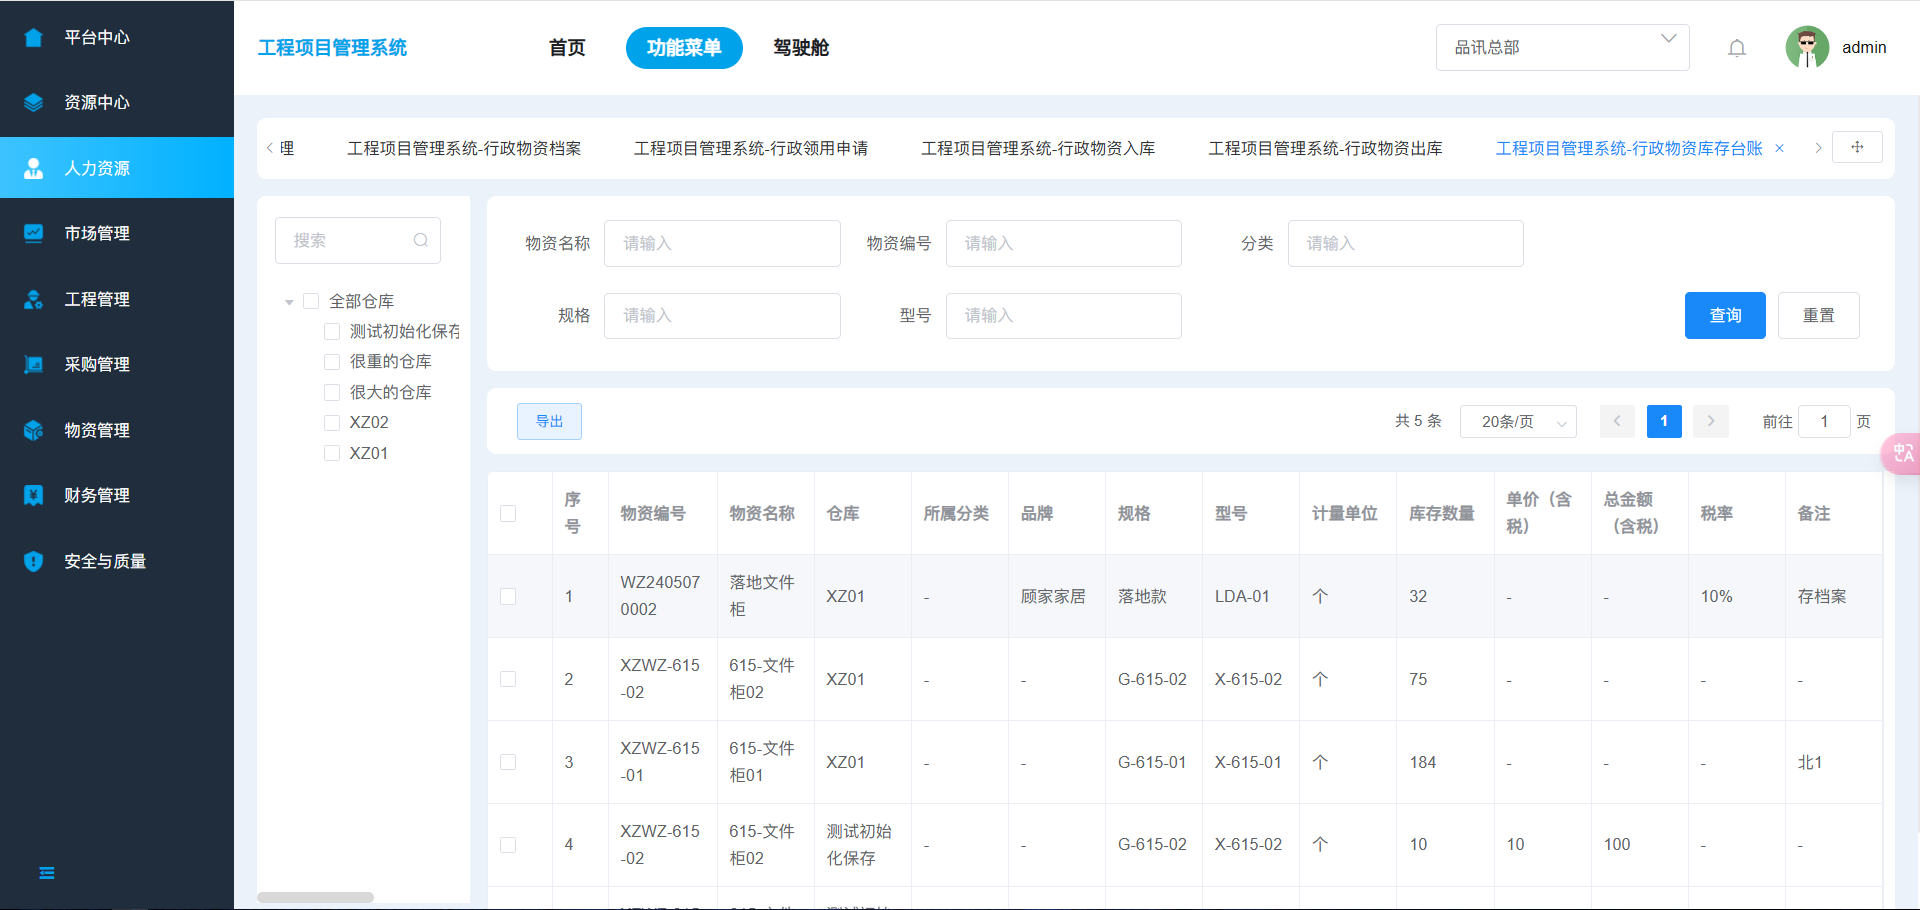 平台中心
资源中心
人力资源
市场管理
工程管理
采购管理
物资管理
财务管理
安全与质量
工程项目管理系统
首页
功能菜单
驾驶舱
品讯总部
admin
理
工程项目管理系统-行政物资档案
工程项目管理系统-行政领用申请
工程项目管理系统-行政物资入库
工程项目管理系统-行政物资出库
工程项目管理系统-行政物资库存台账
搜索
全部仓库
测试初始化保存
很重的仓库
很大的仓库
XZ02
XZ01
物资名称 请输入
物资编号 请输入
分类 请输入
规格 请输入
型号 请输入
查询
重置
导出
共 5 条
20条/页
1
前往 1 页
中A
序
号
物资编号
物资名称
仓库
所属分类
品牌
规格
型号
计量单位
库存数量
单价（含
税）
总金额
（含税）
税率
备注
1
WZ240507
0002
落地文件
柜
XZ01
-
顾家家居
落地款
LDA-01
个
32
-
-
10%
存档案
2
XZWZ-615
-02
615-文件
柜02
XZ01
-
-
G-615-02
X-615-02
个
75
-
-
-
-
3
XZWZ-615
-01
615-文件
柜01
XZ01
-
-
G-615-01
X-615-01
个
184
-
-
-
北1
4
XZWZ-615
-02
615-文件
柜02
测试初始
化保存
-
-
G-615-02
X-615-02
个
10
10
100
-
-